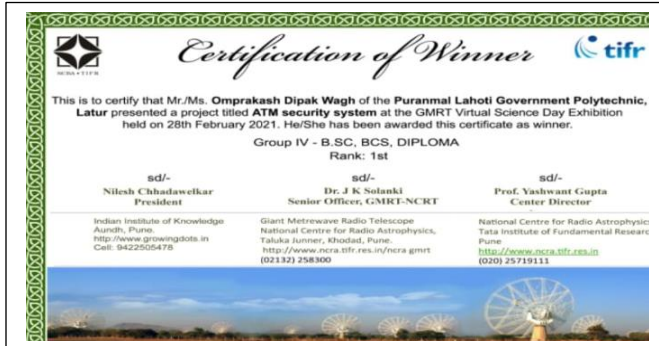 Certification of Winner
NCRA • TIFR
tifr
This is to certify that Mr./Ms. Omprakash Dipak Wagh of the Puranmal Lahoti Government Polytechnic,
Latur presented a project titled ATM security system at the GMRT Virtual Science Day Exhibition
held on 28th February 2021. He/She has been awarded this certificate as winner.
Group IV - B.SC, BCS, DIPLOMA
Rank: 1st
sd/-
Nilesh Chhadawelkar
President
Indian Institute of Knowledge
Aundh, Pune.
http://www.growingdots.in
Cell: 9422505478
sd/-
Dr. J K Solanki
Senior Officer, GMRT-NCRT
Giant Metrewave Radio Telescope
National Centre for Radio Astrophysics,
Taluka Junner, Khodad, Pune.
http://www.ncra.tifr.res.in/ncra gmrt
(02132) 258300
sd/-
Prof. Yashwant Gupta
Center Director
National Centre for Radio Astrophysic
Tata Institute of Fundamental Researc
Pune
http://www.ncra.tifr.res.in
(020) 25719111